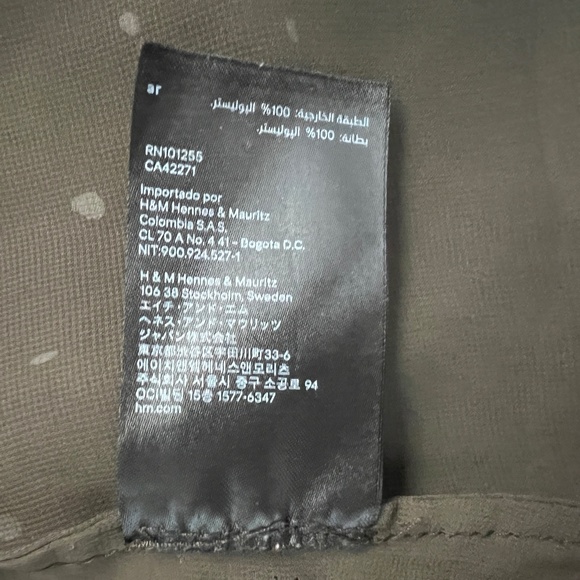 ar
الطبقة الخارجية: 100% البوليستر.
بطانة: 100% البوليستر.
RN101255
CA42271
Importado por
H&M Hennes & Mauritz
Colombia S.A.S.
CL 70 A No. 4 41 - Bogota D.C.
NIT:900.924.527-1
H & M Hennes & Mauritz
106 38 Stockholm, Sweden
エイチ・アンド・エム
ヘネス・アンド・マウリッツ
ジャパン株式会社
東京都渋谷区宇田川町33-6
에이치앤엠헤네스앤모리츠
주식회사 서울시 중구 소공로 94
OCI빌딩 15층 1577-6347
hm.com